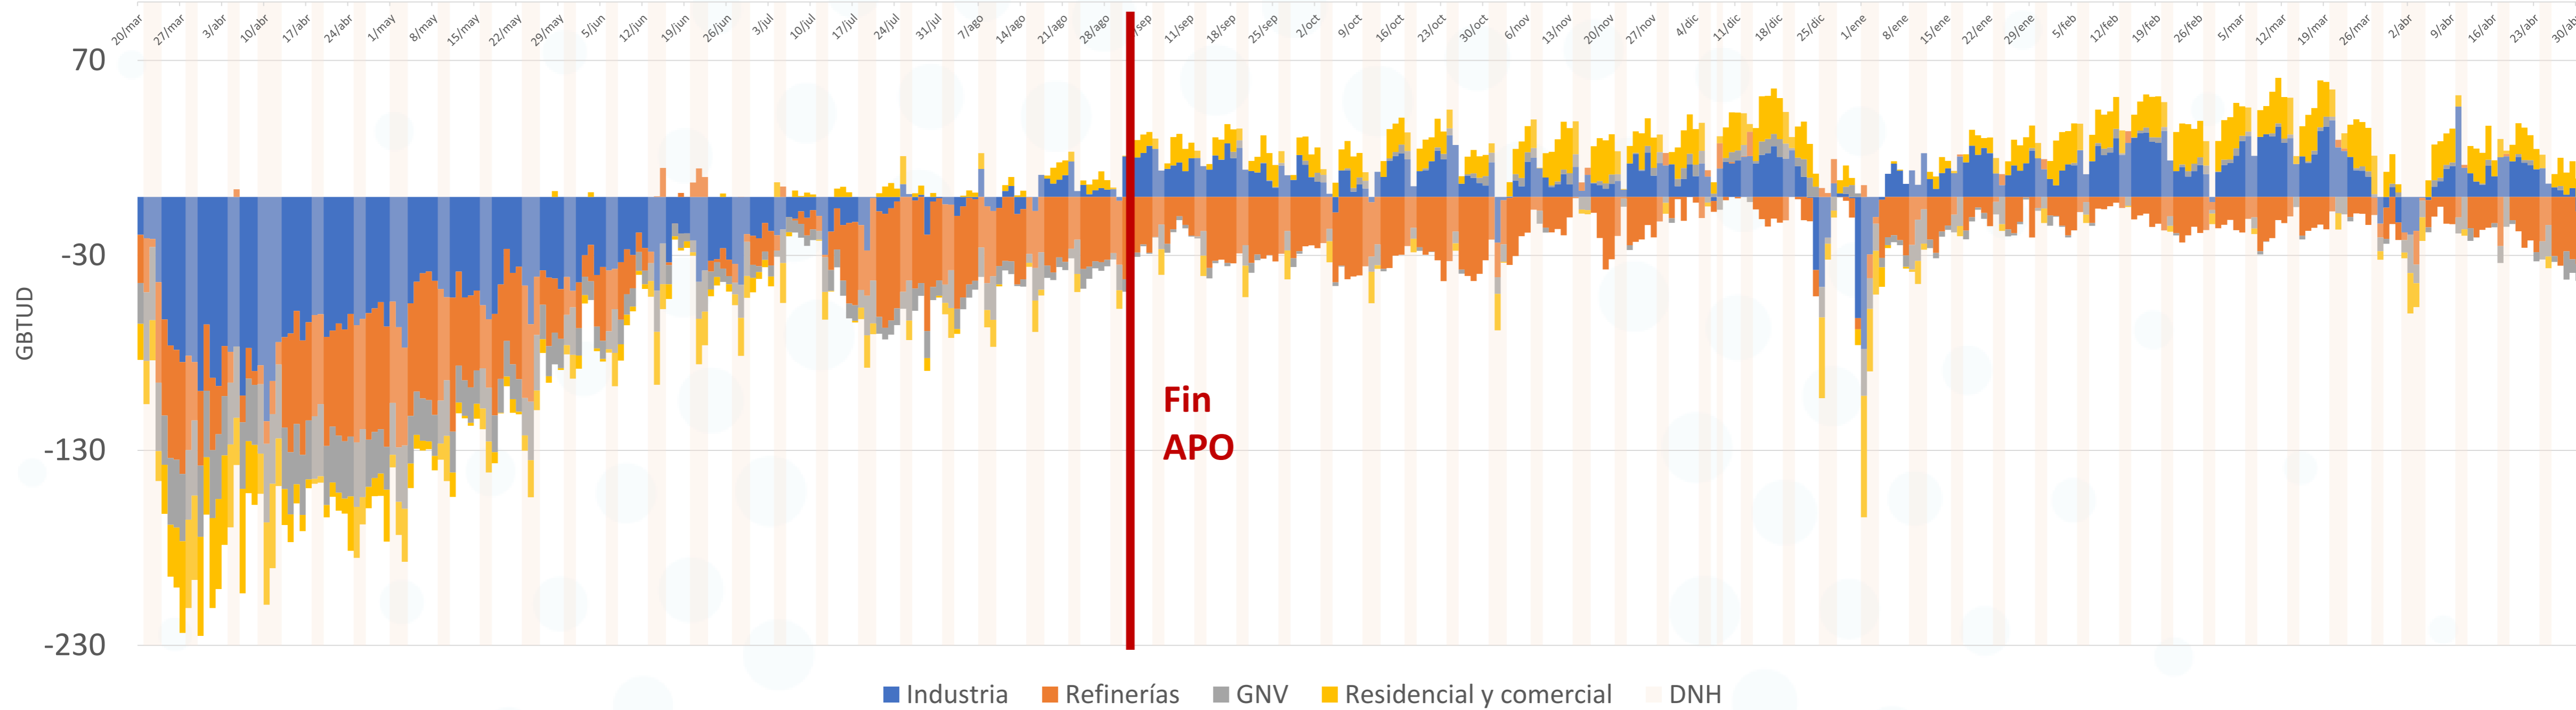 20/mar 27/mar 3/abr 10/abr 17/abr 24/abr 1/may 8/may 15/may 22/may 29/may 5/jun 12/jun 19/jun 26/jun 3/jul 10/jul 17/jul 24/jul 31/jul 7/ago 14/ago 21/ago 28/ago /sep 11/sep 18/sep 25/sep 2/oct 9/oct 16/oct 23/oct 30/oct 6/nov 13/nov 20/nov 27/nov 4/dic 11/dic 18/dic 25/dic 1/ene 8/ene 15/ene 22/ene 29/ene 5/feb 12/feb 19/feb 26/feb 5/mar 12/mar 19/mar 26/mar 2/abr 9/abr 16/abr 23/abr 30/ab
70
-30
GBTUD
Fin
APO
-130
-230
Industria Refinerías GNV Residencial y comercial DNH